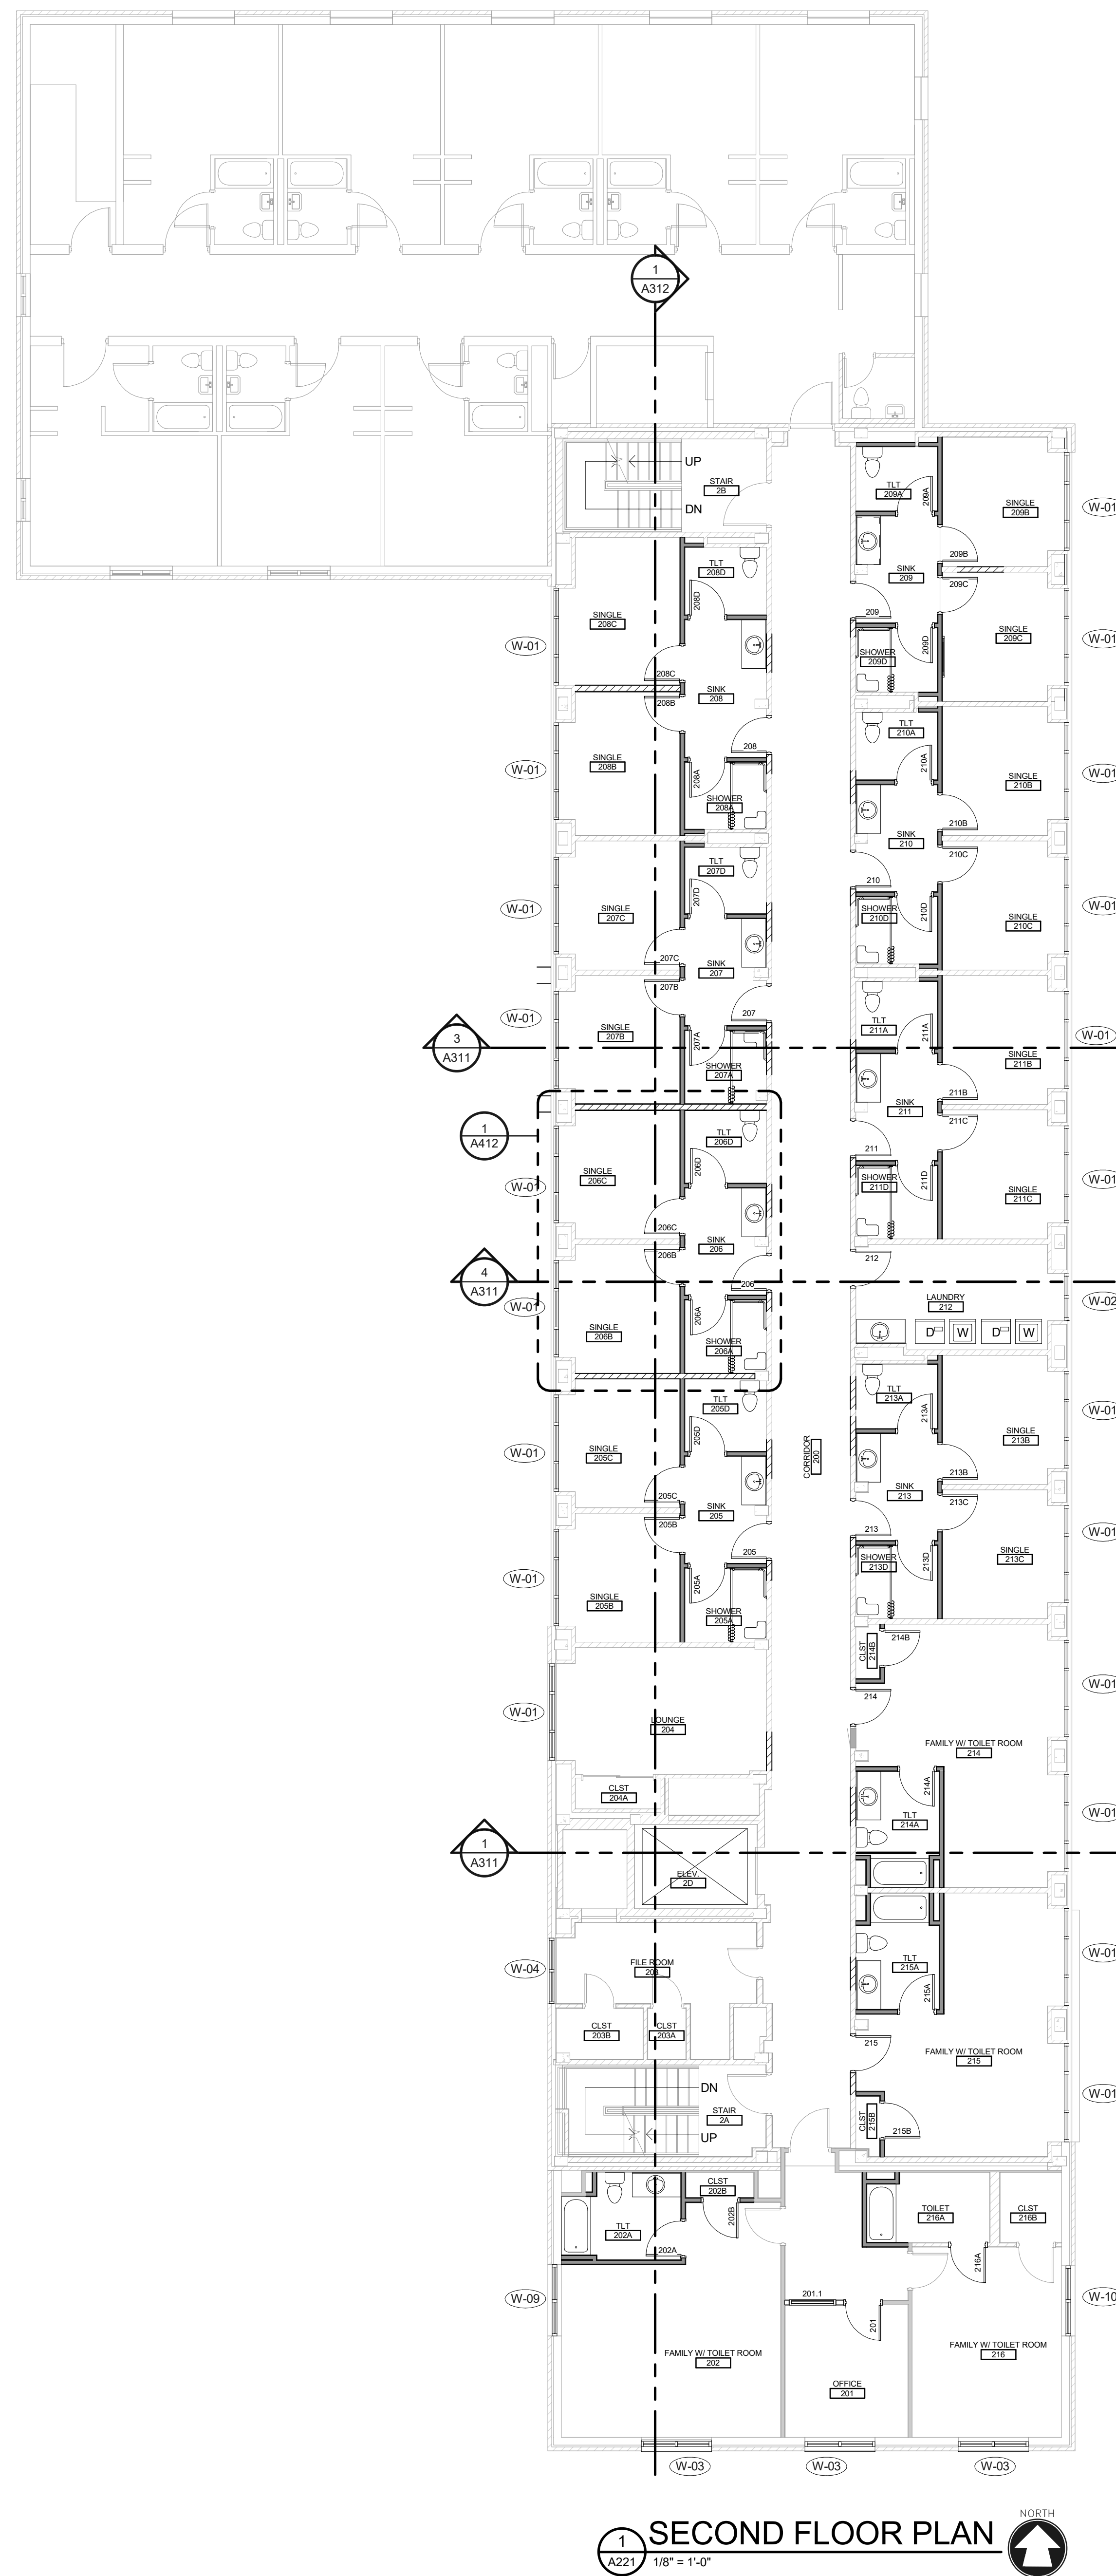 1
A312
UP
STAIR
2B
DN
TLT
209A
209A
SINGLE
209B
W-01
TLT
208D
208D
SINK
209
209B
209C
209
SINGLE
208C
W-01
SINGLE
209C
W-01
SHOWER
209D
209D
208C
208B
SINK
208
208
TLT
210A
210A
SINGLE
208B
W-01
208A
SHOWER
208A
SINGLE
210B
W-01
210B
SINK
210
210C
210
TLT
207D
207D
SINGLE
207C
W-01
SHOWER
210D
210D
SINGLE
210C
W-01
207C
SINK
207
207B
207
SINGLE
207B
W-01
TLT
211A
211A
W-01
3
A311
207A
SHOWER
207A
SINGLE
211B
211B
SINK
211
211C
211
1
A412
TLT
206D
206D
SINGLE
206C
W-01
SHOWER
211D
211D
SINGLE
211C
W-01
206C
SINK
206
206B
206
212
4
A311
LAUNDRY
212
W-02
D
W
D
W
W-01
SINGLE
206B
206A
SHOWER
206A
TLT
205D
205D
TLT
213A
213A
SINGLE
213B
W-01
SINGLE
205C
W-01
CORRIDOR
200
213B
SINK
213
213C
213
205C
SINK
205
205B
205
SHOWER
213D
213D
SINGLE
213C
W-01
SINGLE
205B
W-01
205A
SHOWER
205A
CLST
214B
214B
214
W-01
W-01
LOUNGE
204
FAMILY W/ TOILET ROOM
214
CLST
204A
214A
TLT
214A
W-01
1
A311
ELEV.
2D
W-04
FILE ROOM
203
TLT
215A
215A
W-01
CLST
203B
CLST
203A
215
FAMILY W/ TOILET ROOM
215
DN
STAIR
2A
UP
CLST
215B
215B
W-01
CLST
202B
202B
TLT
202A
202A
TOILET
216A
CLST
216B
216A
W-09
201.1
201
W-10
FAMILY W/ TOILET ROOM
202
FAMILY W/ TOILET ROOM
216
OFFICE
201
W-03
W-03
W-03
NORTH
1
A221
SECOND FLOOR PLAN
1/8" = 1'-0"